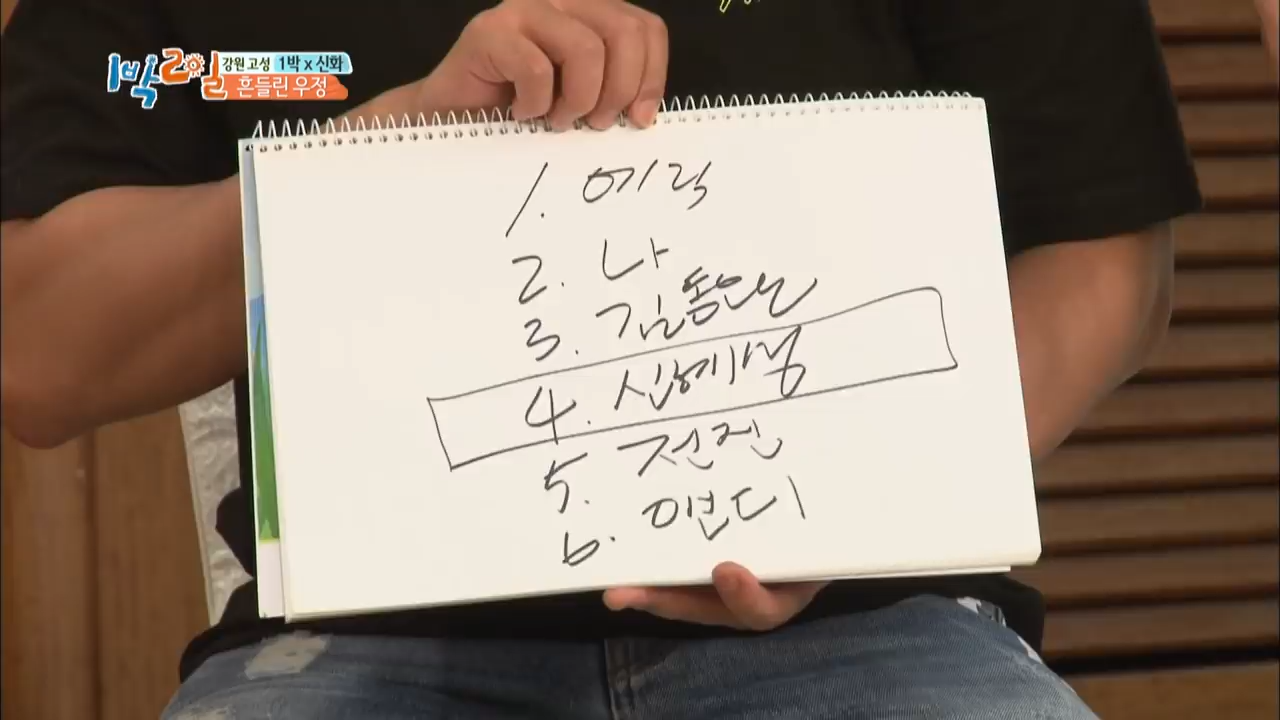 1박2일 강원 고성 1박 x 신화
흔들린 우정
1. 에릭
2. 나
3. 김동완
4. 신혜성
5. 전진
6. 앤디